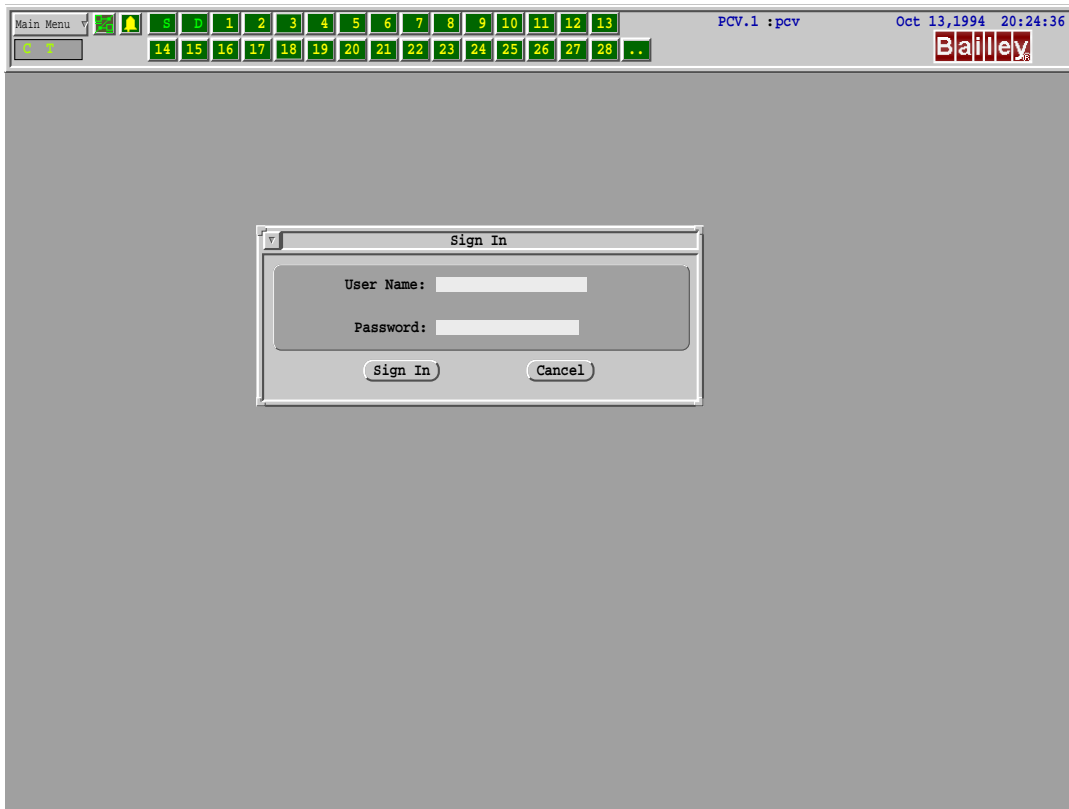 Main Menu S D 1 2 3 4 5 6 7 8 9 10 11 12 13 PCV.1 :pcv Oct 13,1994 20:24:36
C T 14 15 16 17 18 19 20 21 22 23 24 25 26 27 28 .. Bailey®
Sign In
User Name:
Password:
Sign In Cancel